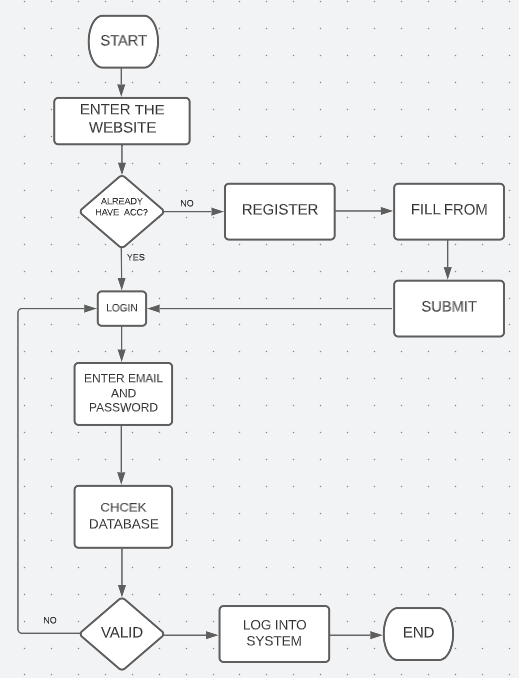 START
ENTER THE
WEBSITE
ALREADY
HAVE ACC?
NO
REGISTER
FILL FROM
YES
LOGIN
SUBMIT
ENTER EMAIL
AND
PASSWORD
CHCEK
DATABASE
NO
VALID
LOG INTO
SYSTEM
END